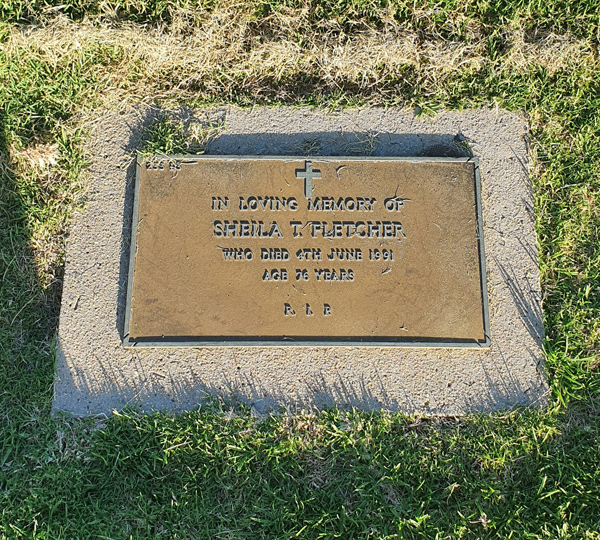 IN LOVING MEMORY OF
SHEILA T. FLETCHER
WHO DIED 4TH JUNE 1991
AGE 76 YEARS
R. I. P.